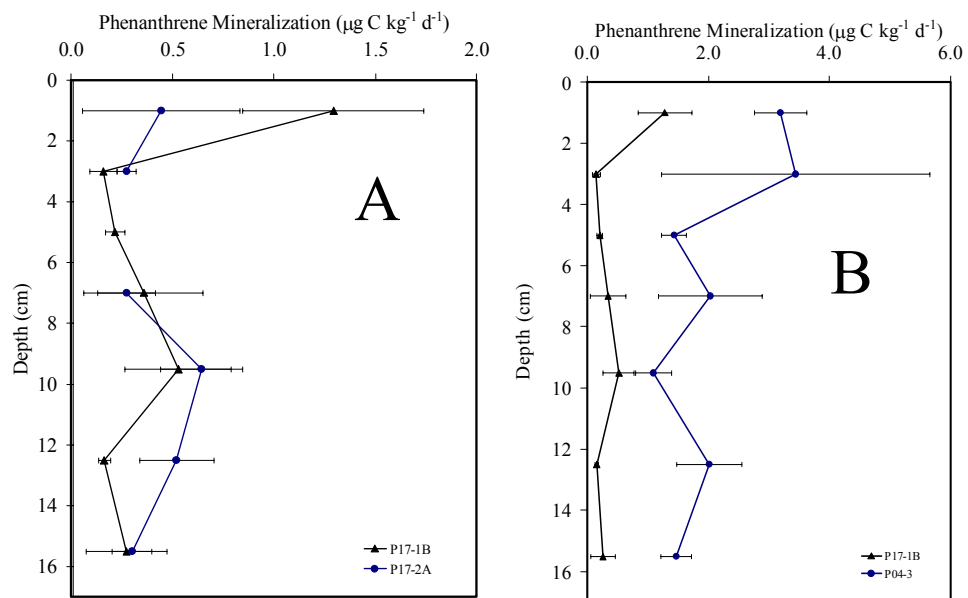 Phenanthrene Mineralization (μg C kg⁻¹ d⁻¹)
0.0 0.5 1.0 1.5 2.0
0
2
4
6
8
10
12
14
16
Depth (cm)
A
P17-1B
P17-2A
Phenanthrene Mineralization (μg C kg⁻¹ d⁻¹)
0.0 2.0 4.0 6.0
0
2
4
6
8
10
12
14
16
Depth (cm)
B
P17-1B
P04-3